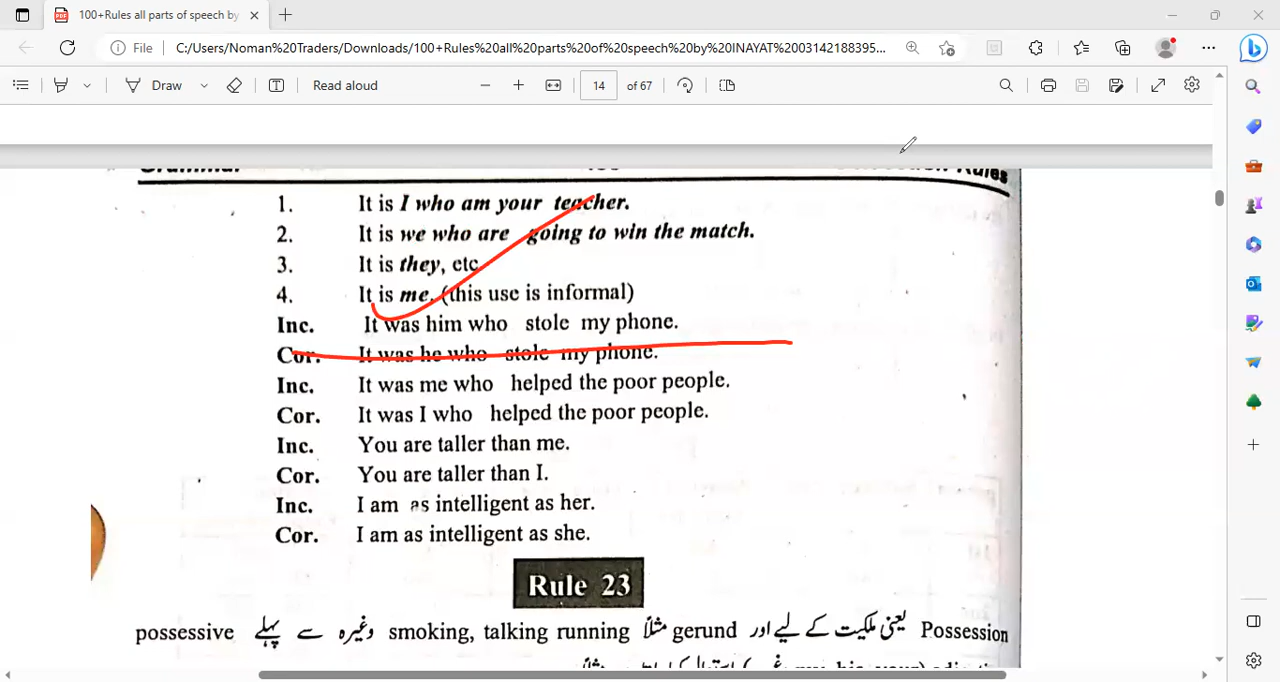 100+Rules all parts of speech by
File
C:/Users/Noman%20Traders/Downloads/100+Rules%20all%20parts%20of%20speech%20by%20INAYAT%2003142188395...
Draw
Read aloud
14 of 67
Grammar Rules
1. It is I who am your teacher.
2. It is we who are going to win the match.
3. It is they, etc
4. It is me. (this use is informal)
Inc. It was him who stole my phone.
Cor. It was he who stole my phone.
Inc. It was me who helped the poor people.
Cor. It was I who helped the poor people.
Inc. You are taller than me.
Cor. You are taller than I.
Inc. I am as intelligent as her.
Cor. I am as intelligent as she.
Rule 23
Possession یعنی ملکیت کے لیے اور gerund مثلاً smoking, talking running وغیرہ سے پہلے possessive